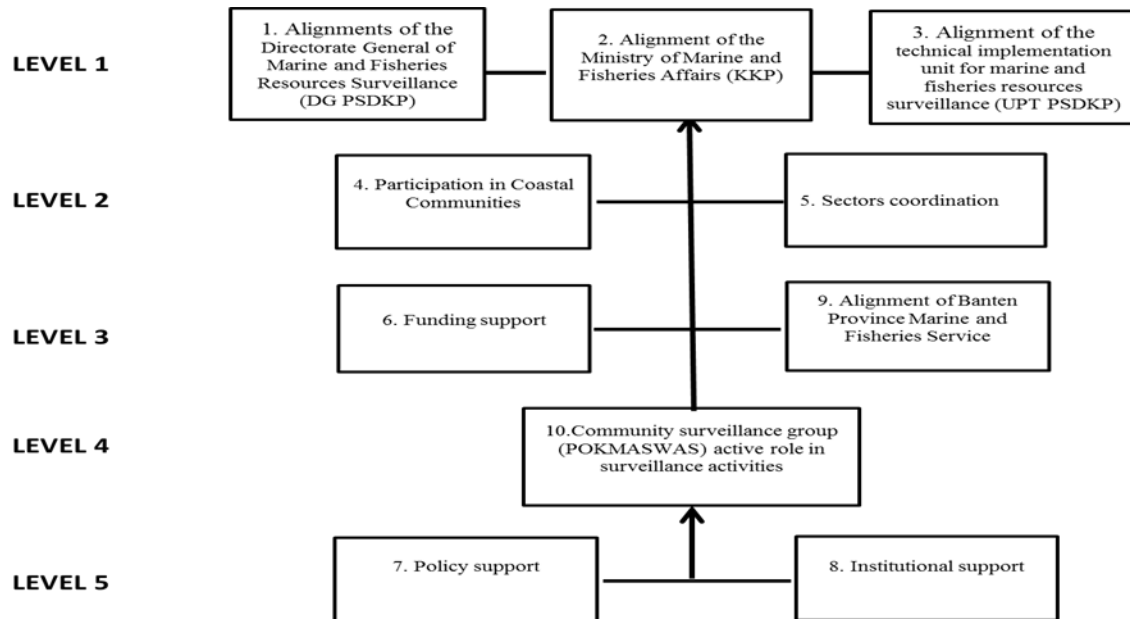 LEVEL 1
1. Alignments of the
Directorate General of
Marine and Fisheries
Resources Surveillance
(DG PSDKP)
2. Alignment of the
Ministry of Marine and
Fisheries Affairs (KKP)
3. Alignment of the
technical implementation
unit for marine and
fisheries resources
surveillance (UPT PSDKP)
LEVEL 2
4. Participation in Coastal
Communities
5. Sectors coordination
LEVEL 3
6. Funding support
9. Alignment of Banten
Province Marine and
Fisheries Service
LEVEL 4
10.Community surveillance group
(POKMASWAS) active role in
surveillance activities
LEVEL 5
7. Policy support
8. Institutional support